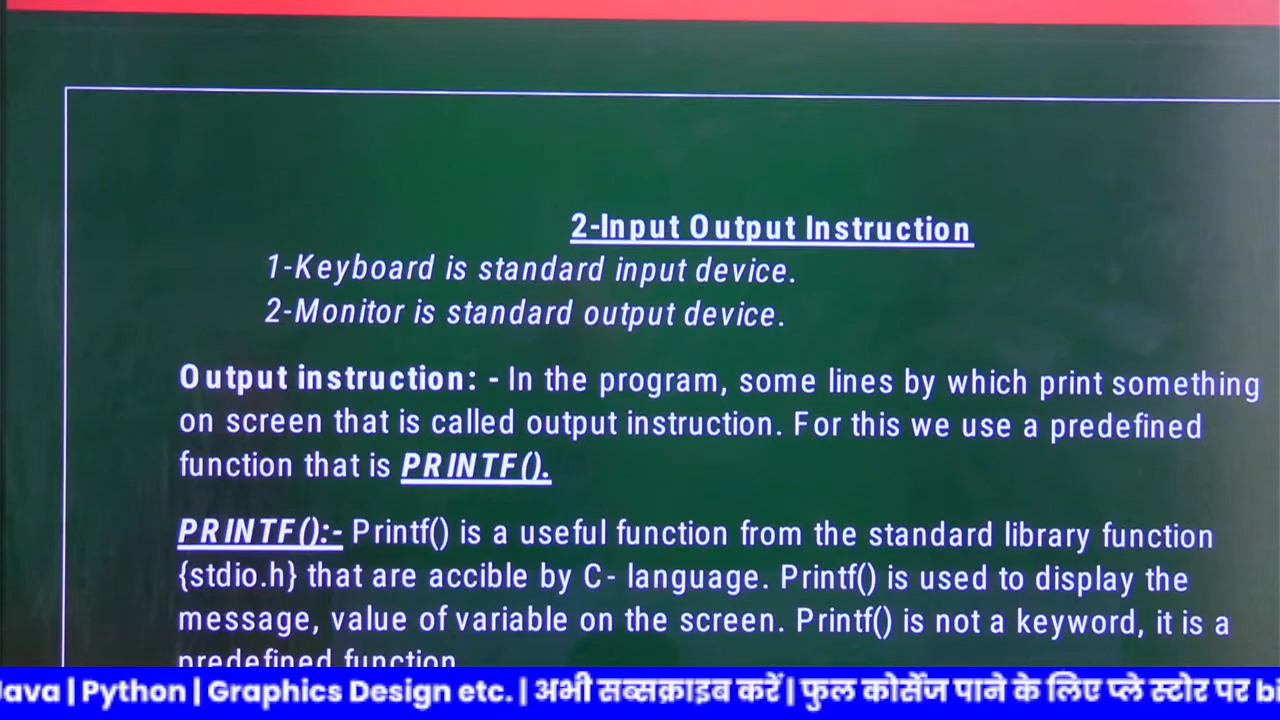 2-Input Output Instruction
1-Keyboard is standard input device.
2-Monitor is standard output device.
Output instruction: - In the program, some lines by which print something
on screen that is called output instruction. For this we use a predefined
function that is PRINTF().
PRINTF():- Printf() is a useful function from the standard library function
{stdio.h} that are accible by C- language. Printf() is used to display the
message, value of variable on the screen. Printf() is not a keyword, it is a
predefined function.
Java | Python | Graphics Design etc. | अभी सब्सक्राइब करें | फुल कोर्सेज पाने के लिए प्ले स्टोर पर